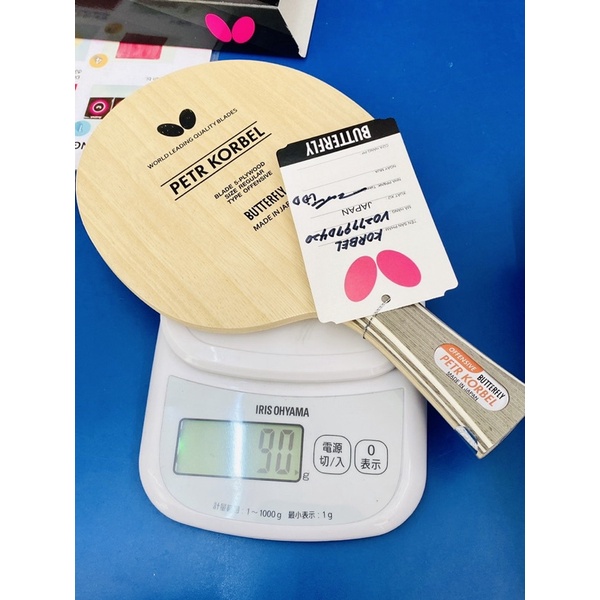 WORLD LEADING QUALITY BLADES
PETR KORBEL
BLADE 5-PLYWOOD
SIZE REGULAR
TYPE OFFENSIVE
BUTTERFLY
MADE IN JAP
BUTTERFLY
JAPAN
KORBEL
OFFENSIVE
BUTTERFLY
PETR KORBEL
MADE IN JAPAN
IRIS OHYAMA
90.
g
電源
切/入
0
表示
計量範囲:1~1000g 最小表示:1g